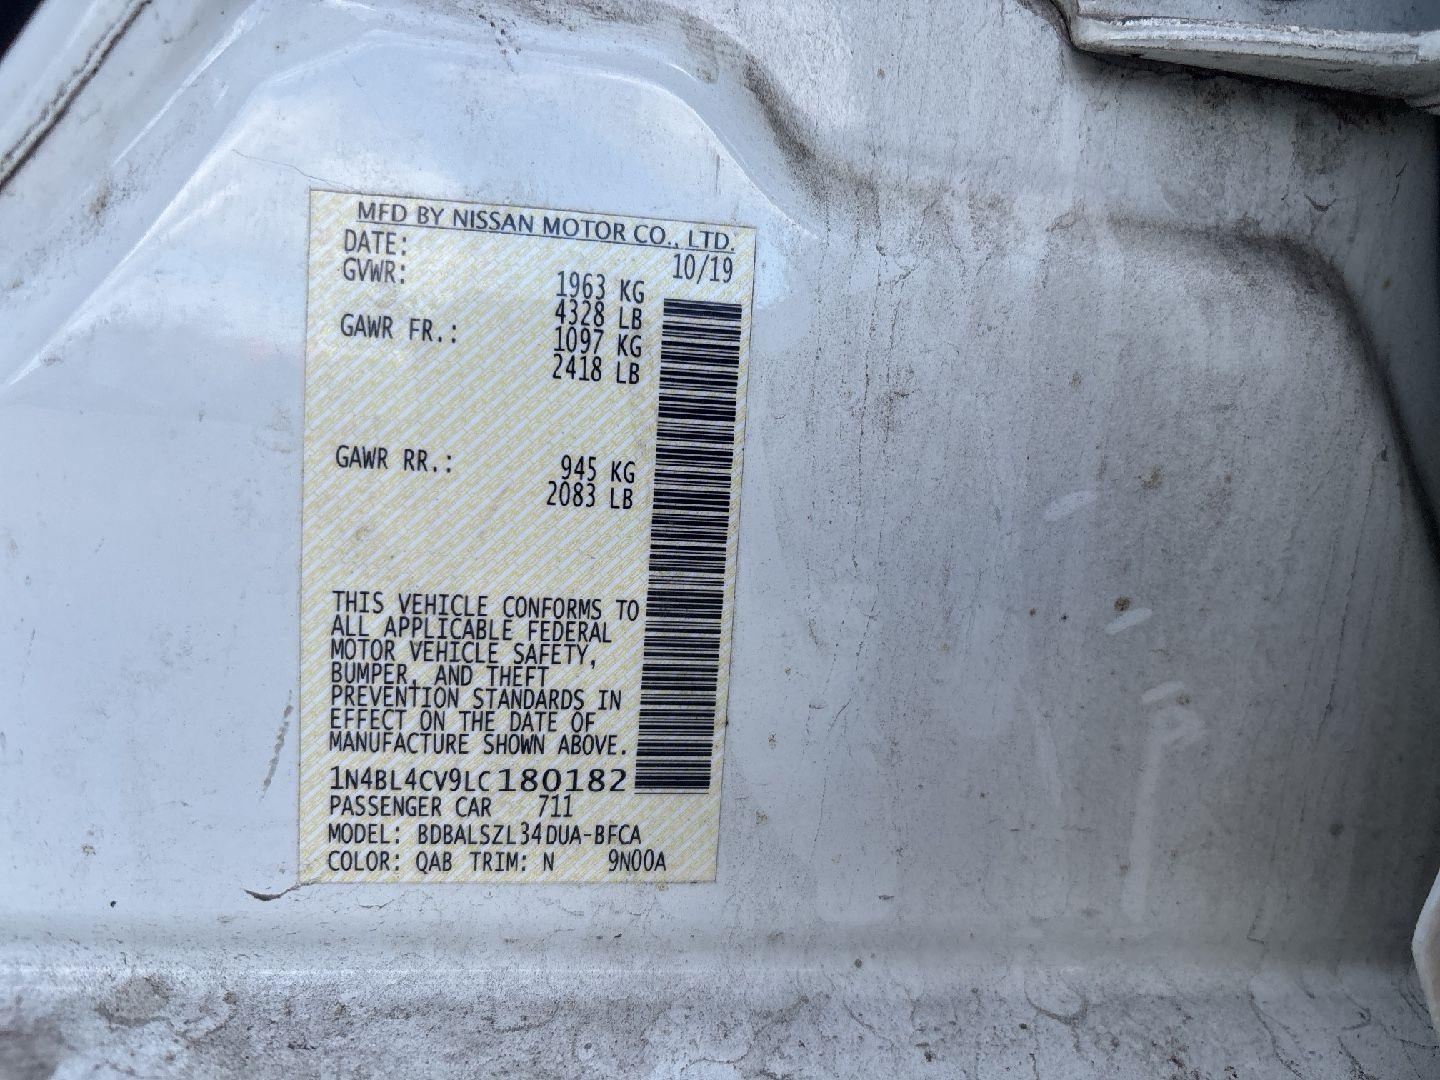 MFD BY NISSAN MOTOR CO., LTD.
DATE: 10/19
GVWR: 1963 KG
4328 LB
GAWR FR.: 1097 KG
2418 LB
GAWR RR.: 945 KG
2083 LB
THIS VEHICLE CONFORMS TO
ALL APPLICABLE FEDERAL
MOTOR VEHICLE SAFETY,
BUMPER, AND THEFT
PREVENTION STANDARDS IN
EFFECT ON THE DATE OF
MANUFACTURE SHOWN ABOVE.
1N4BL4CV9LC180182
PASSENGER CAR 711
MODEL: BDBALSZL34DUA-BFCA
COLOR: QAB TRIM: N 9N00A